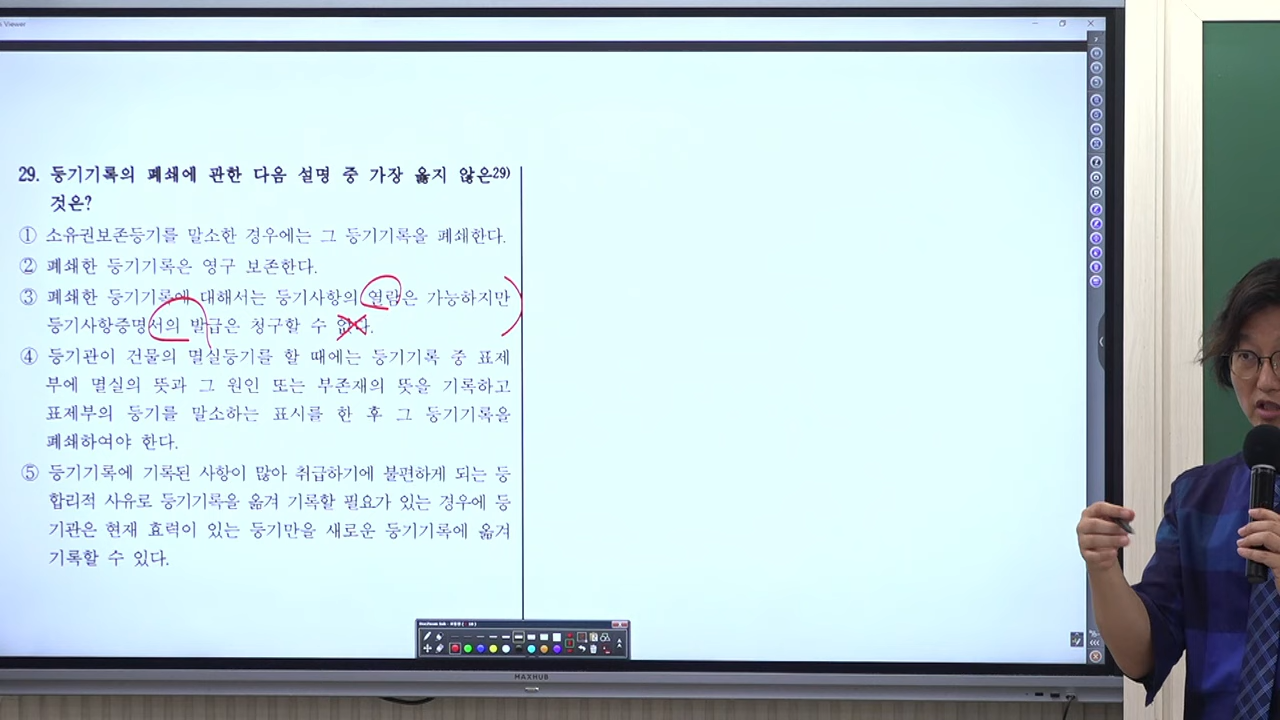 Viewer
29. 등기기록의 폐쇄에 관한 다음 설명 중 가장 옳지 않은29)
것은?
① 소유권보존등기를 말소한 경우에는 그 등기기록을 폐쇄한다.
② 폐쇄한 등기기록은 영구 보존한다.
③ 폐쇄한 등기기록에 대해서는 등기사항의 열람은 가능하지만
등기사항증명서의 발급은 청구할 수 없다.
④ 등기관이 건물의 멸실등기를 할 때에는 등기기록 중 표제
부에 멸실의 뜻과 그 원인 또는 부존재의 뜻을 기록하고
표제부의 등기를 말소하는 표시를 한 후 그 등기기록을
폐쇄하여야 한다.
⑤ 등기기록에 기록된 사항이 많아 취급하기에 불편하게 되는 등
합리적 사유로 등기기록을 옮겨 기록할 필요가 있는 경우에 등
기관은 현재 효력이 있는 등기만을 새로운 등기기록에 옮겨
기록할 수 있다.
MAXHUB